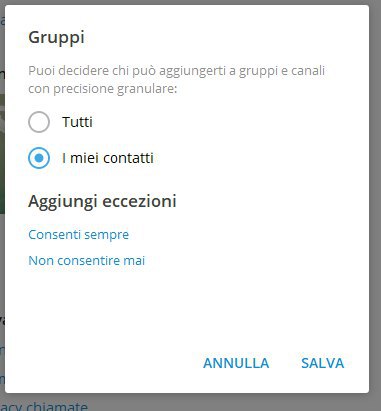 Gruppi
Puoi decidere chi può aggiungerti a gruppi e canali
con precisione granulare:
Tutti
I miei contatti
Aggiungi eccezioni
Consenti sempre
Non consentire mai
ANNULLA SALVA
acy chiamate